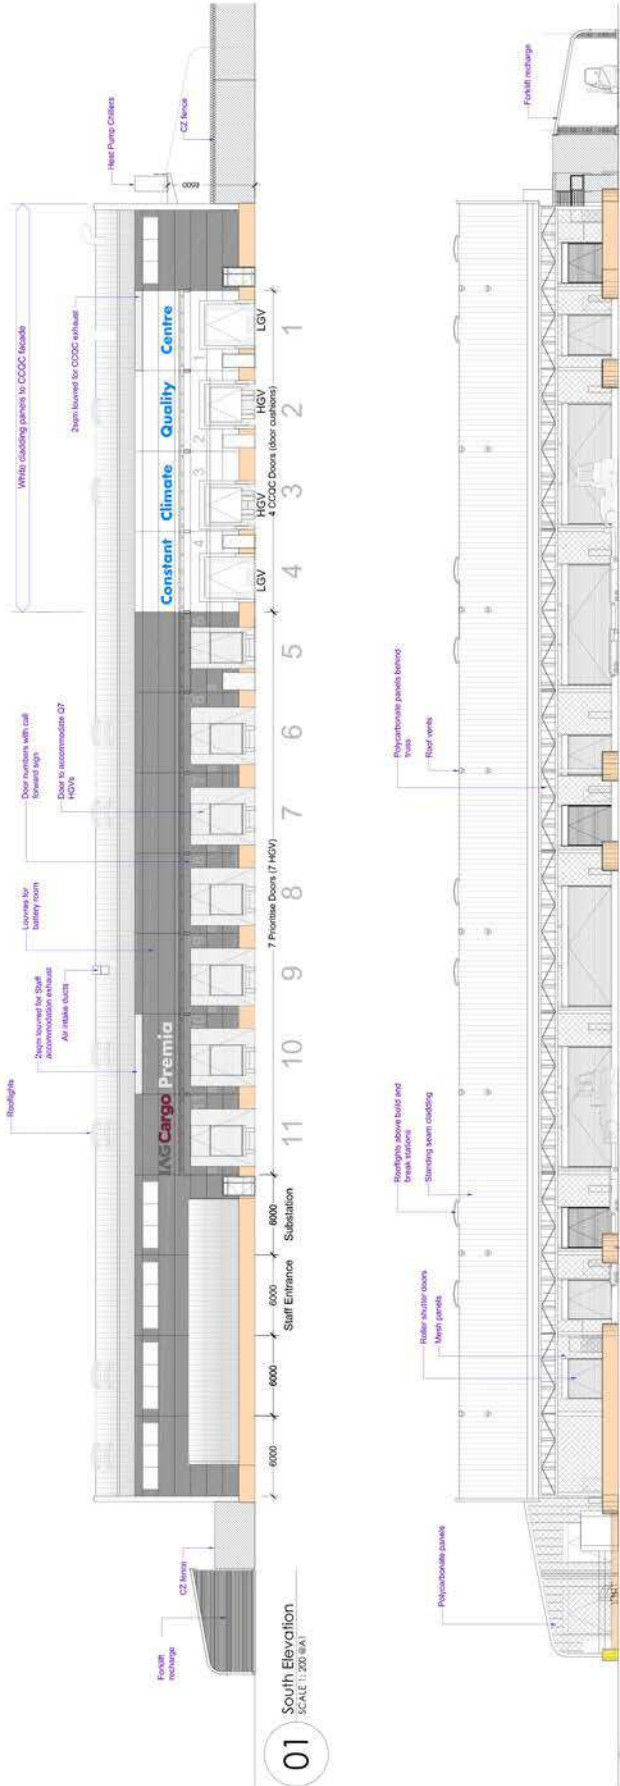 White cladding panels to CCQC facade
Heat Pump Chillers
CZ fence
6600
2sqm louvred for CCQC exhaust
Door numbers with call
forward sign
Door to accommodate Q7
HGVs
Louvres for
battery room
2sqm louvred for Staff
accommodation exhaust
Air intake ducts
Rooflights
IAG Cargo Premia
Constant Climate Quality Centre
4 3 2 1
LGV HGV HGV LGV
4 CCQC Doors (door cushions)
7 Prioritise Doors (7 HGV)
11 10 9 8 7 6 5 4 3 2 1
6000 6000 6000 6000
Staff Entrance
Substation
CZ fence
Forklift
recharge
01
South Elevation
SCALE 1: 200 @A1
Forklift recharge
Polycarbonate panels behind
truss
Roof vents
Rooflights above build and
break stations
Standing seam cladding
Roller shutter doors
Mesh panels
Polycarbonate panels